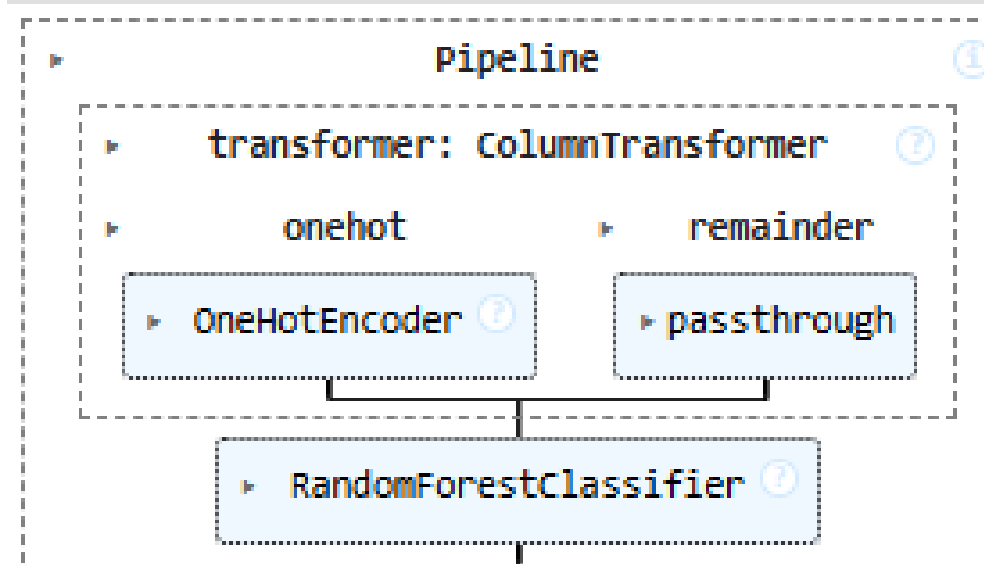 Pipeline
transformer: ColumnTransformer
onehot remainder
OneHotEncoder passthrough
RandomForestClassifier